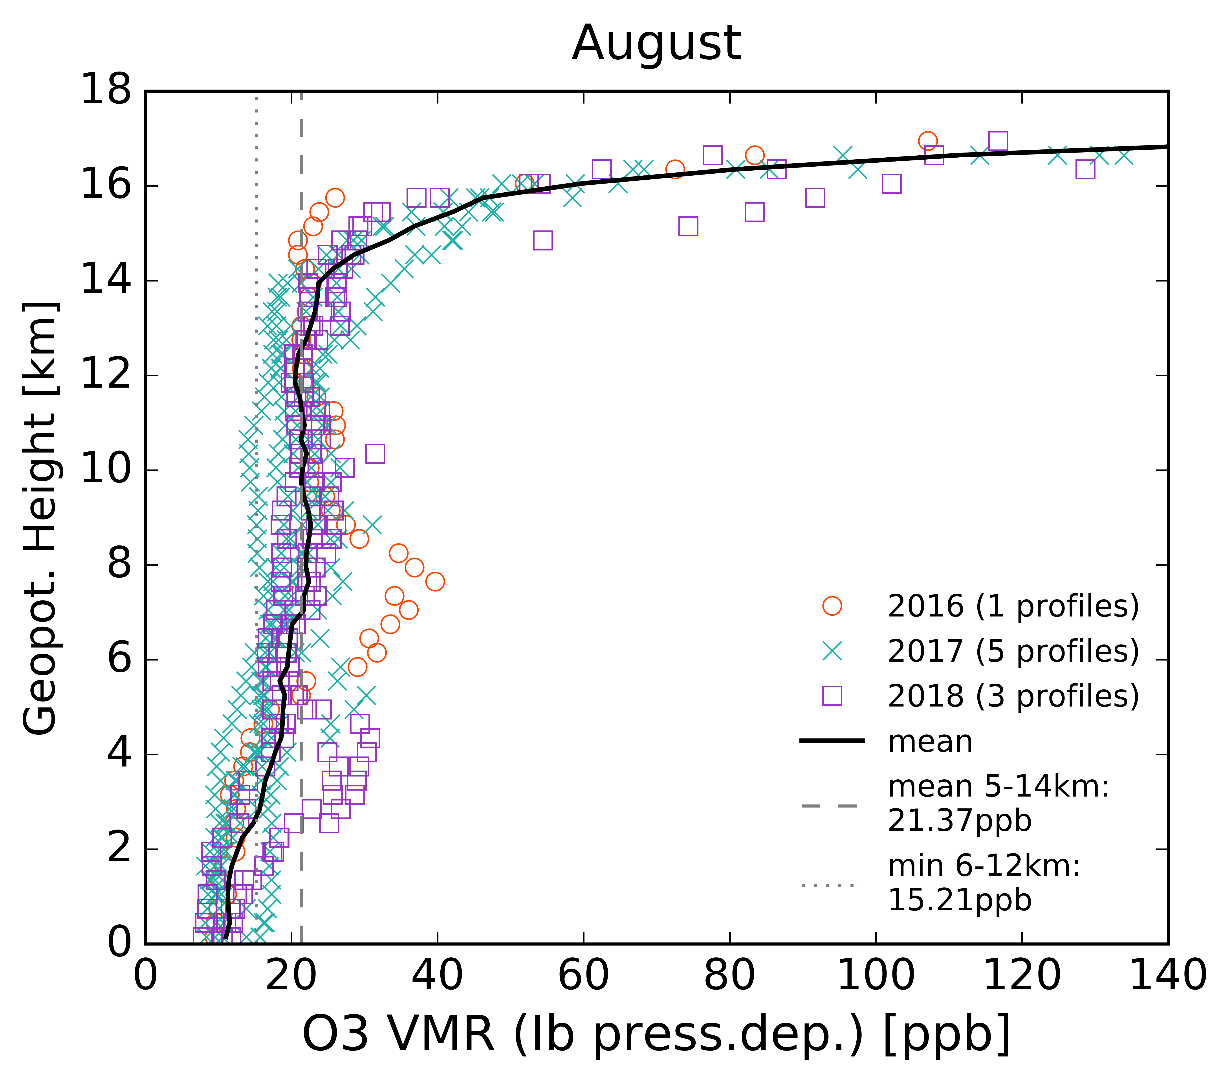 August
18
16
14
12
10
8
6
4
2
0
Geopot. Height [km]
0 20 40 60 80 100 120 140
O3 VMR (Ib press.dep.) [ppb]
2016 (1 profiles)
2017 (5 profiles)
2018 (3 profiles)
mean
mean 5-14km:
21.37ppb
min 6-12km:
15.21ppb